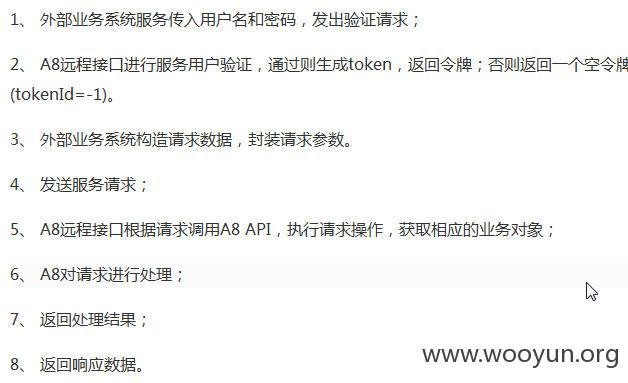 1、 外部业务系统服务传入用户名和密码，发出验证请求；
2、 A8远程接口进行服务用户验证，通过则生成token，返回令牌；否则返回一个空令牌
(tokenId=-1)。
3、 外部业务系统构造请求数据，封装请求参数。
4、 发送服务请求；
5、 A8远程接口根据请求调用A8 API，执行请求操作，获取相应的业务对象；
6、 A8对请求进行处理；
7、 返回处理结果；
8、 返回响应数据。
www.wooyun.org